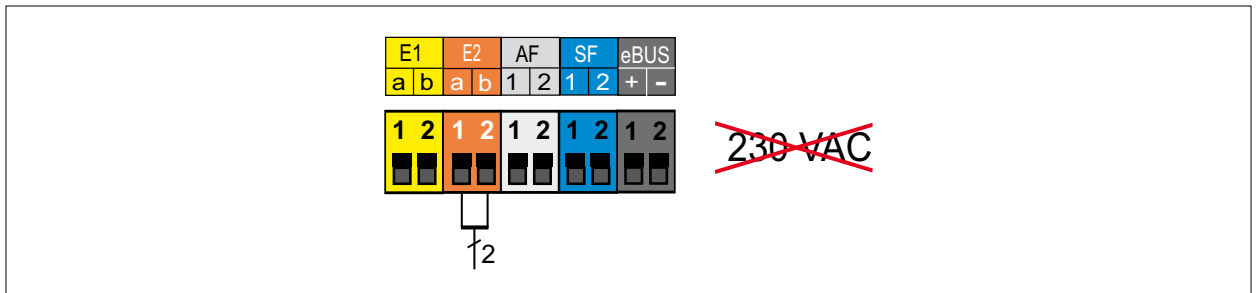 E1 E2 AF SF eBUS
a b a b 1 2 1 2 + -
1 2 1 2 1 2 1 2 1 2
230 VAC
2